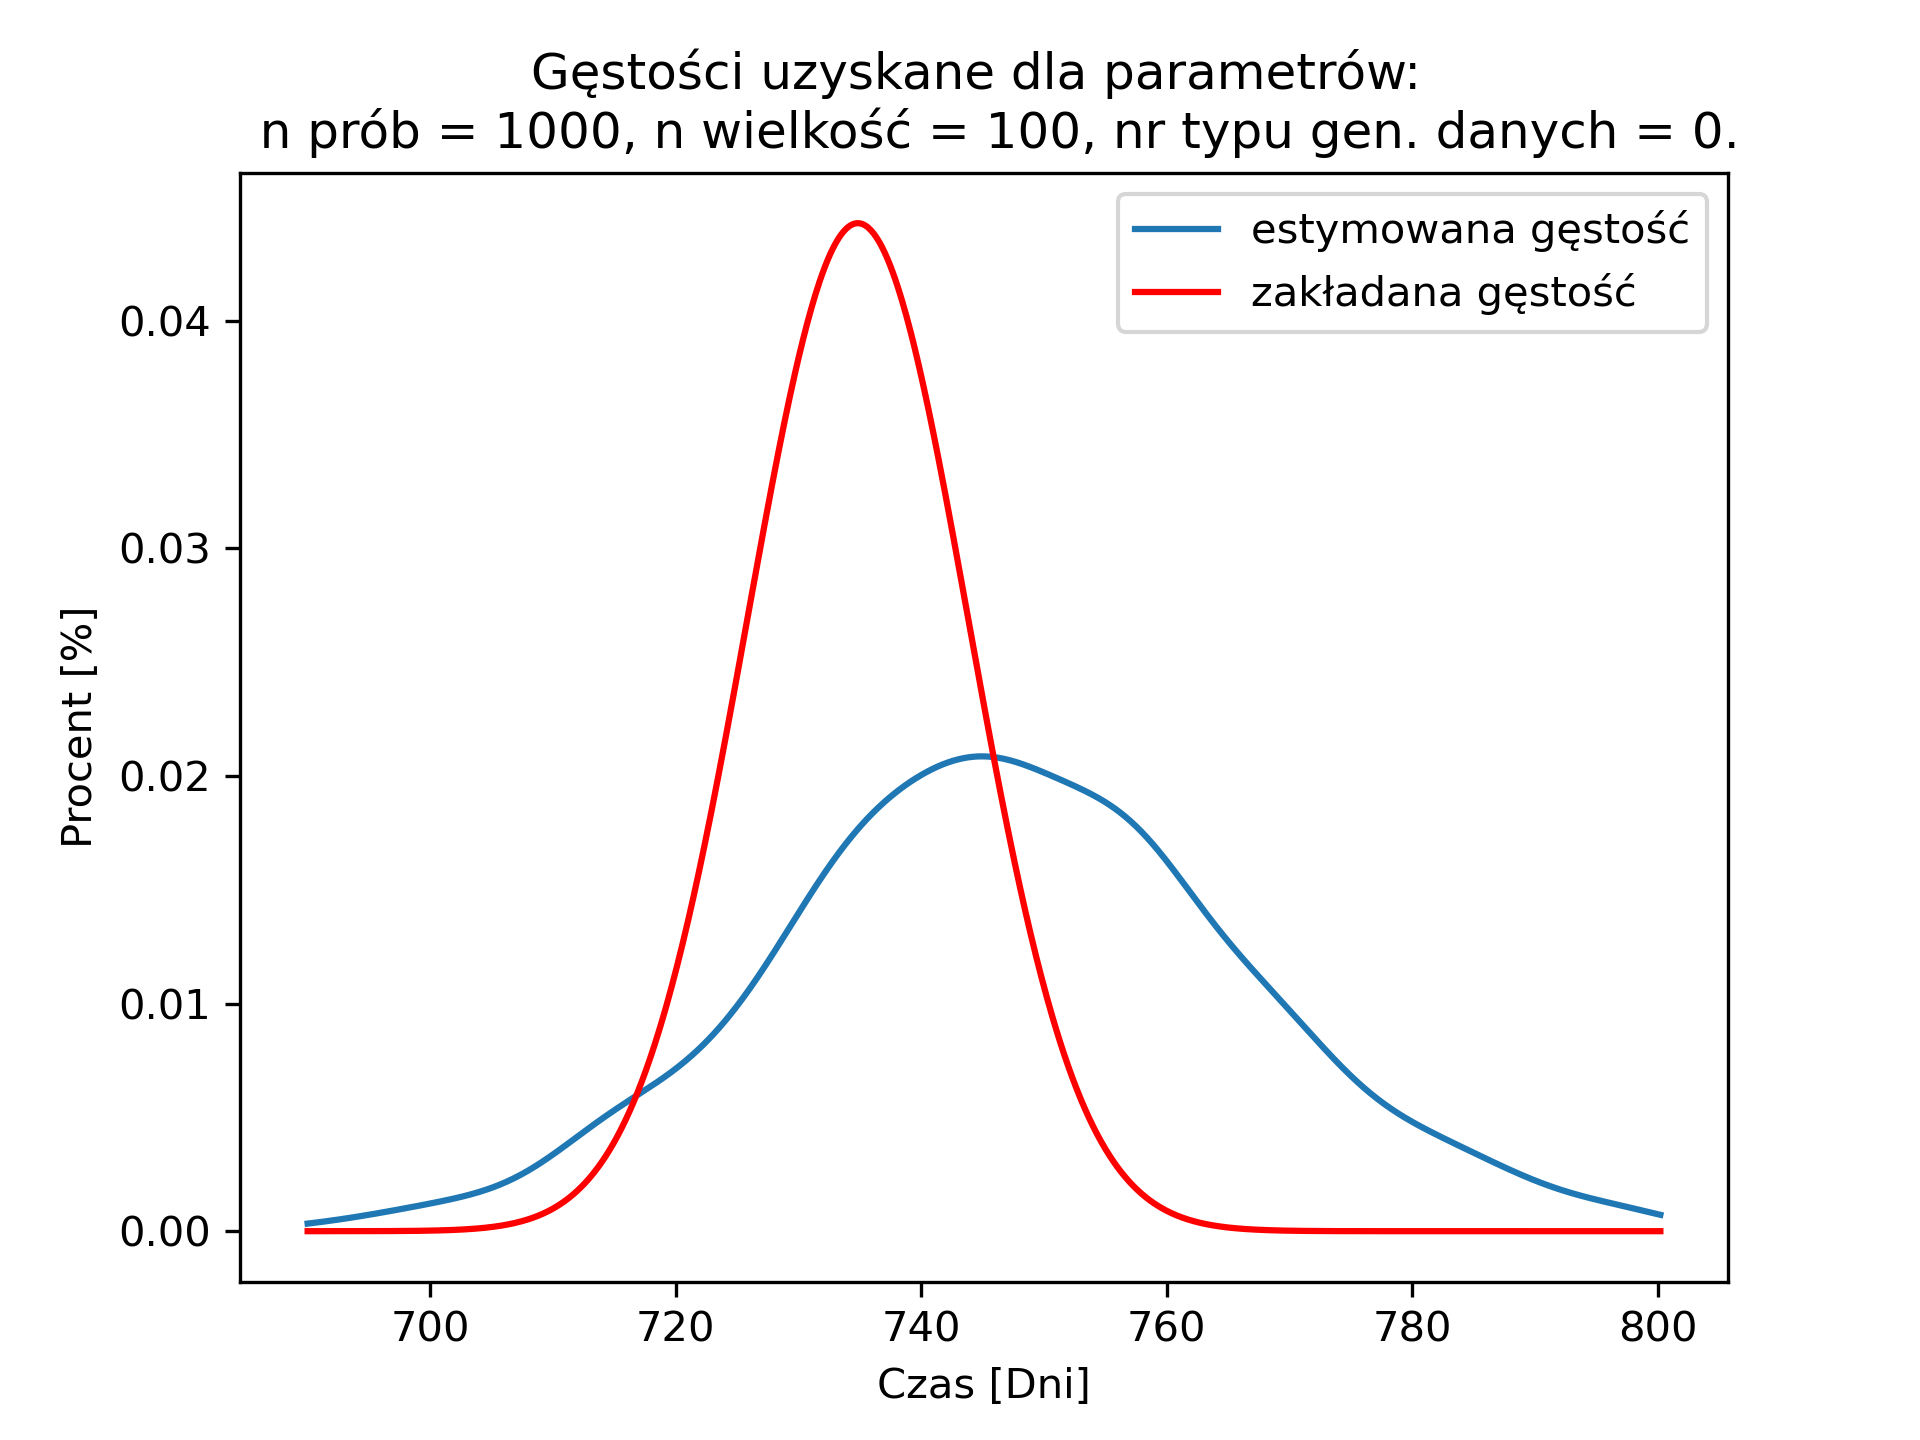 Gęstości uzyskane dla parametrów:
n prób = 1000, n wielkość = 100, nr typu gen. danych = 0.
estymowana gęstość
zakładana gęstość
0.04
0.03
0.02
0.01
0.00
Procent [%]
700 720 740 760 780 800
Czas [Dni]